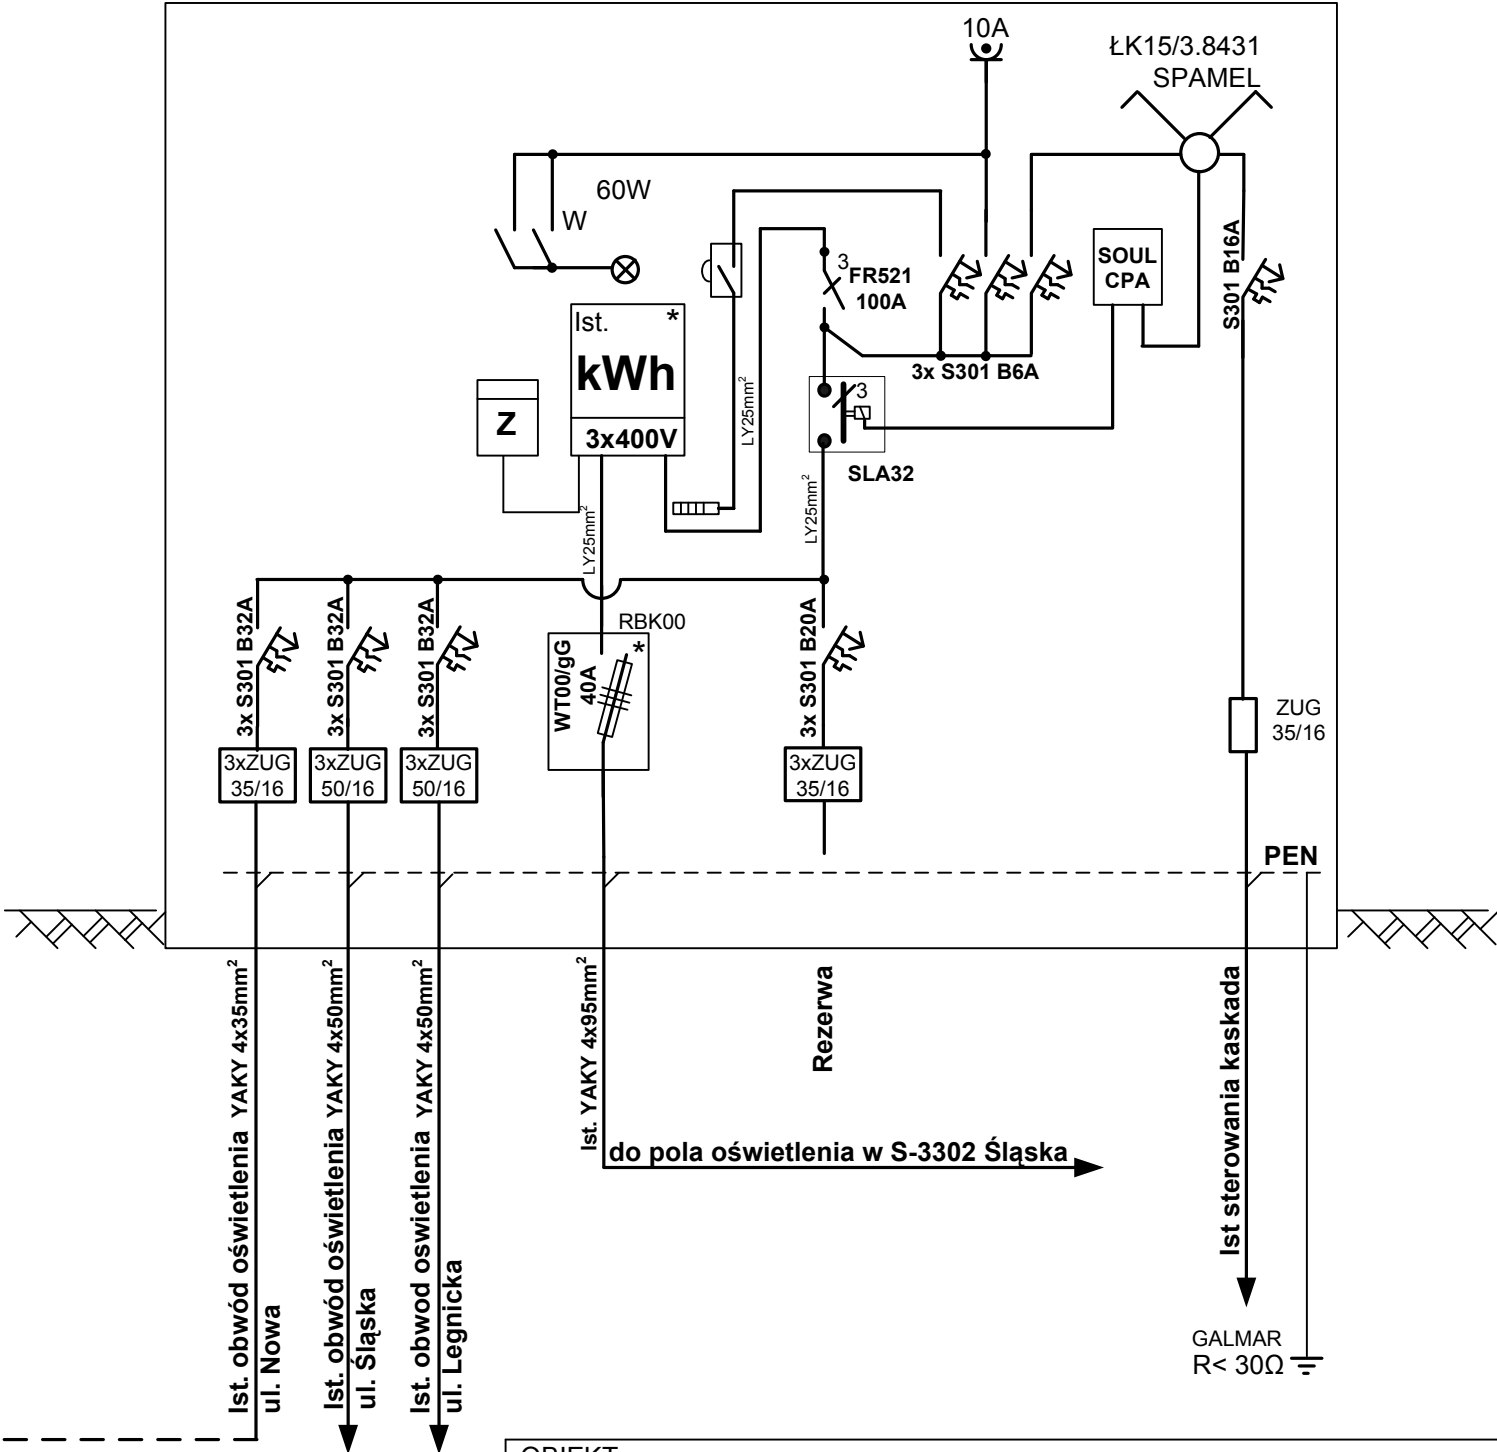 10A
ŁK15/3.8431
SPAMEL
60W
W
3
FR521
100A
SOUL
CPA
S301 B16A
Ist. *
kWh
3x400V
Z
LY25mm²
3x S301 B6A
3
SLA32
LY25mm²
LY25mm²
3x S301 B32A
3x S301 B32A
3x S301 B32A
RBK00
WT00/gG
40A
*
3x S301 B20A
ZUG
35/16
3xZUG
35/16
3xZUG
50/16
3xZUG
50/16
3xZUG
35/16
PEN
Ist. obwód oświetlenia YAKY 4x35mm²
ul. Nowa
Ist. obwód oświetlenia YAKY 4x50mm²
ul. Śląska
Ist. obwod oswietlenia YAKY 4x50mm²
ul. Legnicka
Ist. YAKY 4x95mm²
do pola oświetlenia w S-3302 Śląska
Rezerwa
Ist sterowania kaskada
GALMAR
R< 30Ω
OBIEKT